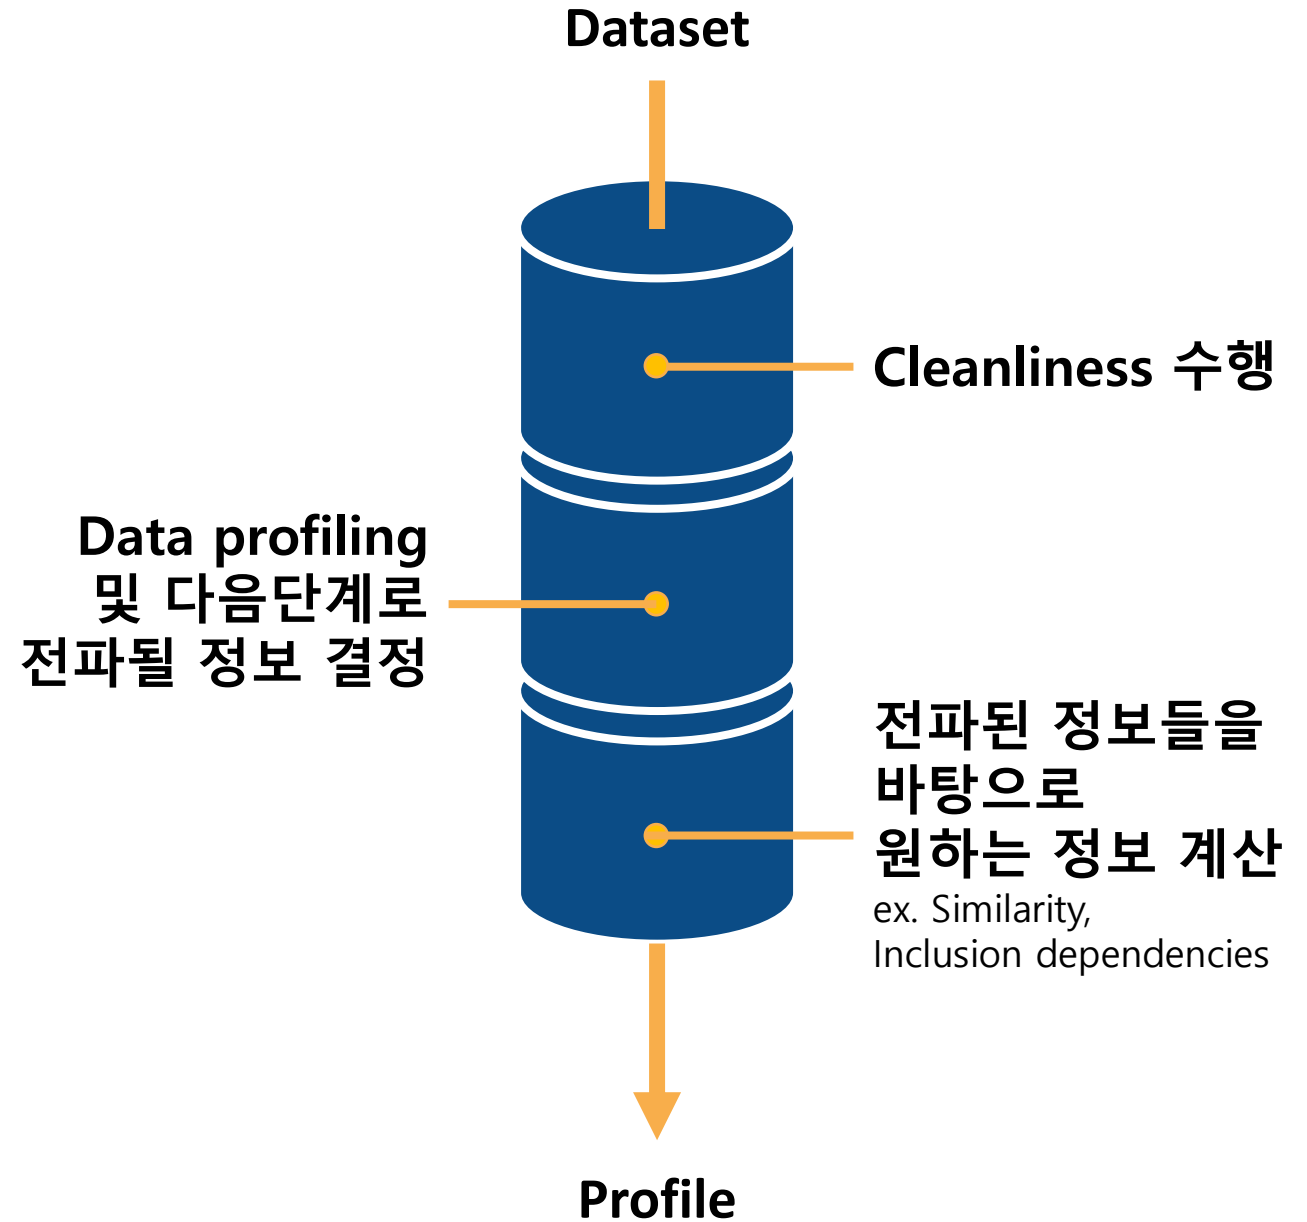 Dataset
Cleanliness 수행
Data profiling
및 다음단계로
전파될 정보 결정
전파된 정보들을
바탕으로
원하는 정보 계산
ex. Similarity,
Inclusion dependencies
Profile